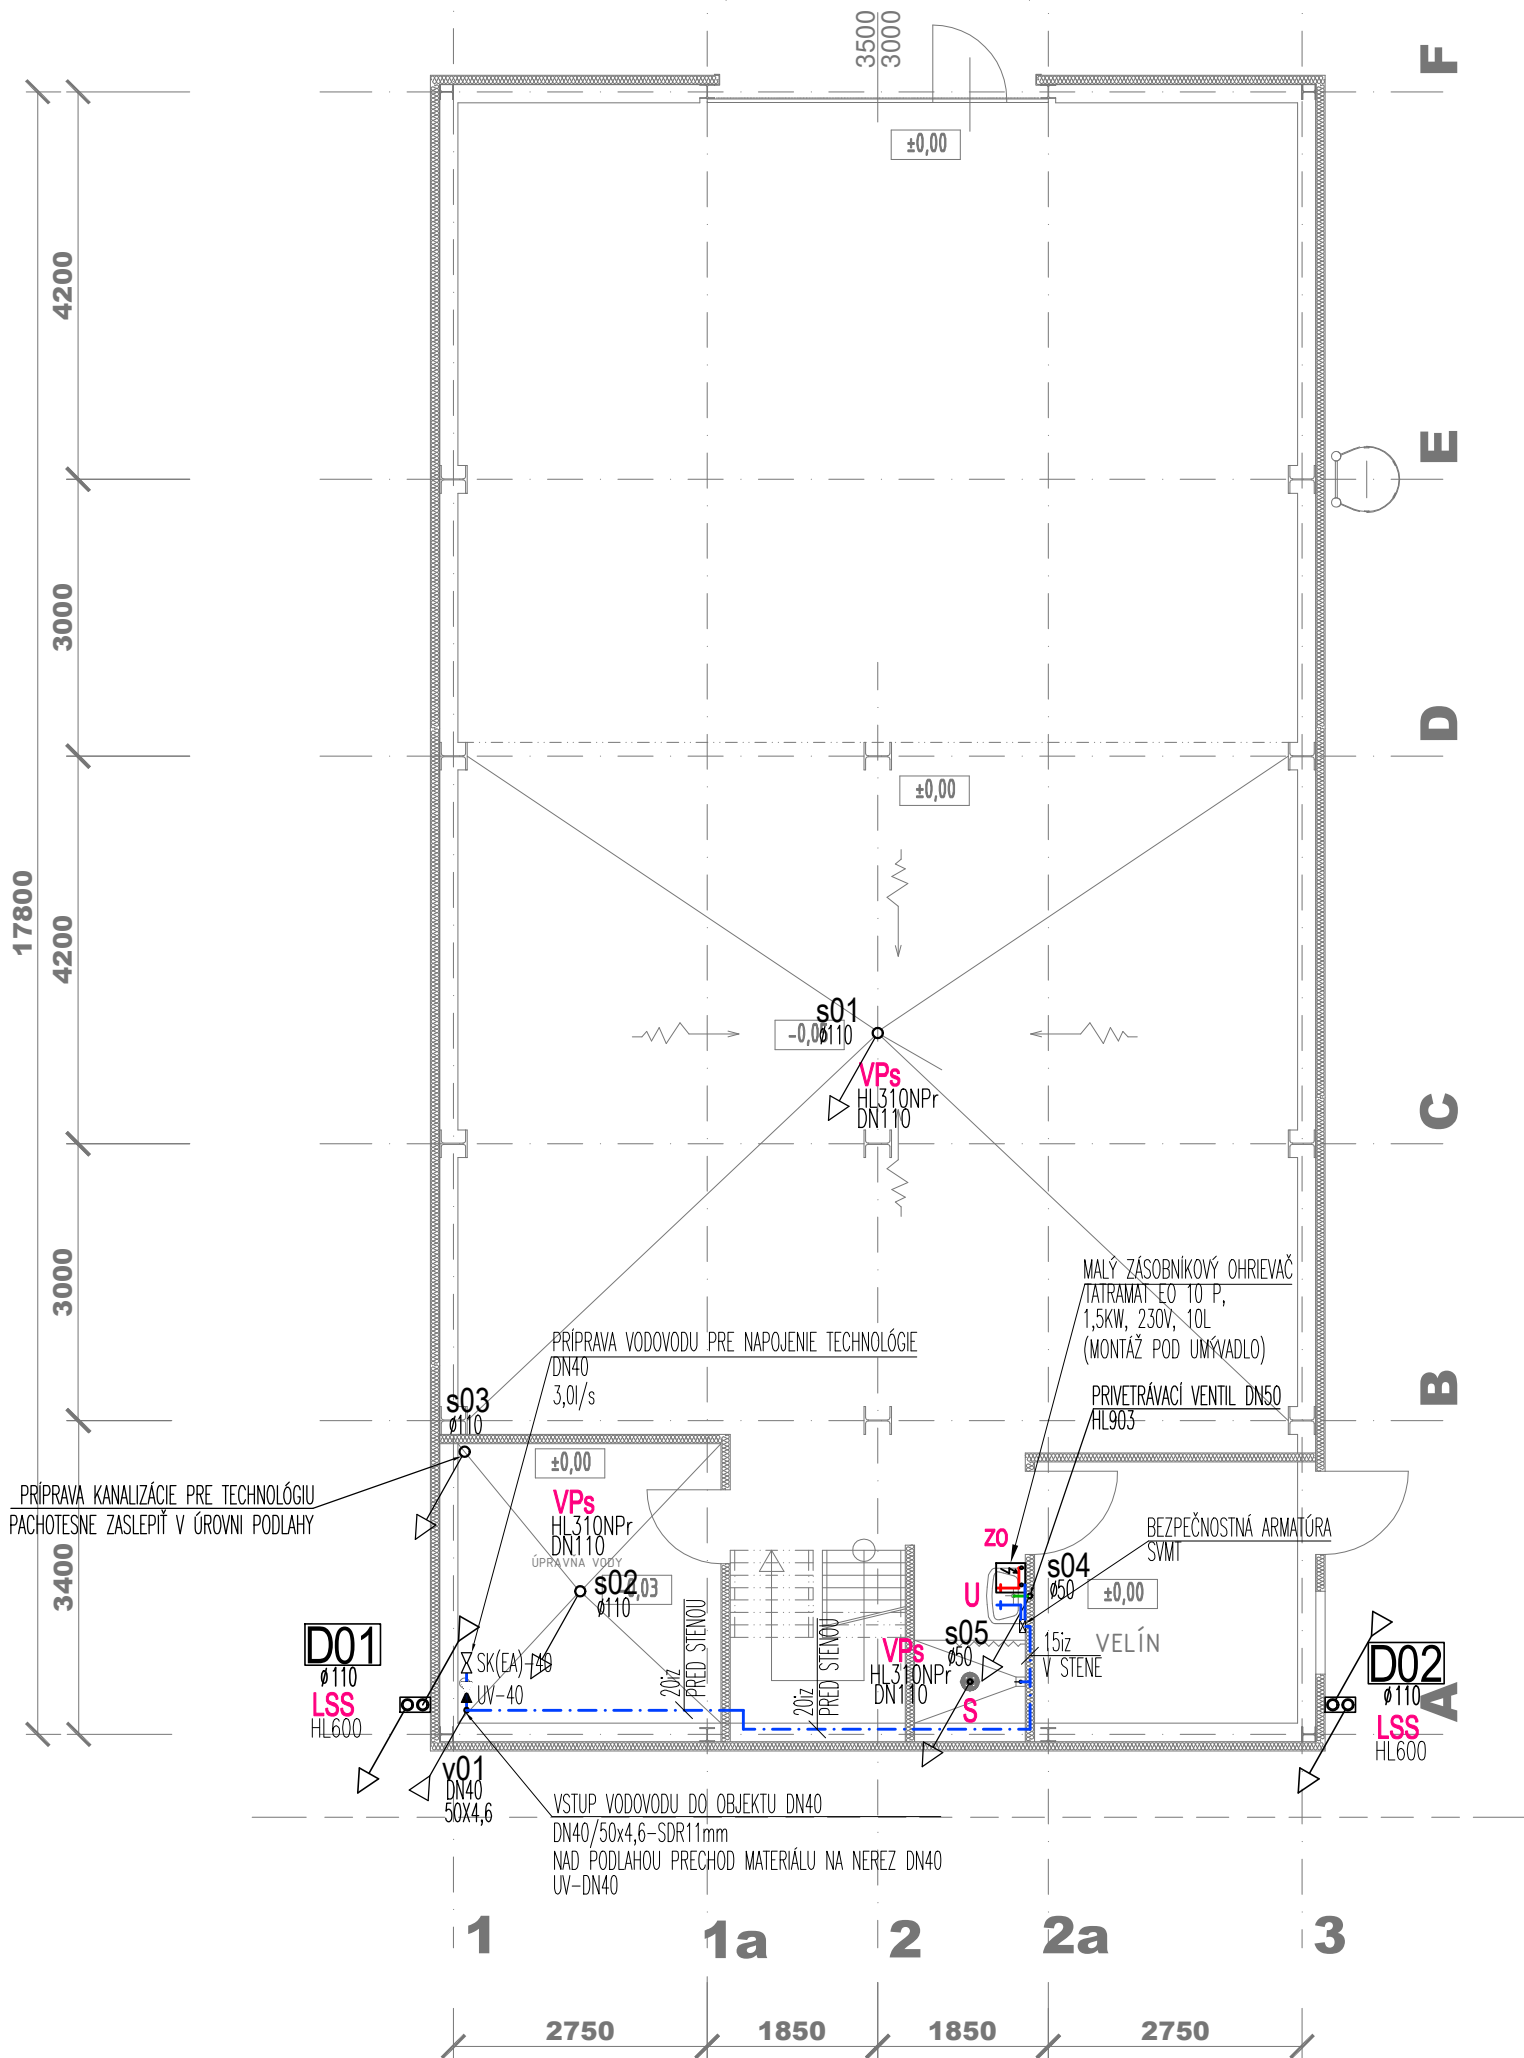 3500
3000
F
±0,00
4200
E
3000
D
±0,00
17800
4200
s01
ø110
VPs
HL310NPr
DN110
C
3000
MALÝ ZÁSOBNÍKOVÝ OHRIEVAČ
TATRAMAT EO 10 P,
1,5KW, 230V, 10L
(MONTÁŽ POD UMÝVADLO)
PRÍPRAVA VODOVODU PRE NAPOJENIE TECHNOLÓGIE
DN40
3,0l/s
PRIVETRÁVACÍ VENTIL DN50
HL903
B
s03
ø110
±0,00
PRÍPRAVA KANALIZÁCIE PRE TECHNOLÓGIU
PACHOTESNE ZASLEPIŤ V ÚROVNI PODLAHY
VPs
HL310NPr
DN110
ÚPRAVNA VODY
BEZPEČNOSTNÁ ARMATÚRA
SVMT
zo
s04
ø50
U
±0,00
s02
ø110
3400
D01
ø110
LSS
HL600
SK(EA)-40
UV-40
20iz
PRED STENOU
20iz
PRED STENOU
VPs
HL310NPr
DN110
s05
ø50
S
15iz
V STENE
VELÍN
D02
ø110
LSS
HL600
A
v01
DN40
50X4,6
VSTUP VODOVODU DO OBJEKTU DN40
DN40/50x4,6-SDR11mm
NAD PODLAHOU PRECHOD MATERIÁLU NA NEREZ DN40
UV-DN40
1
1a
2
2a
3
2750
1850
1850
2750